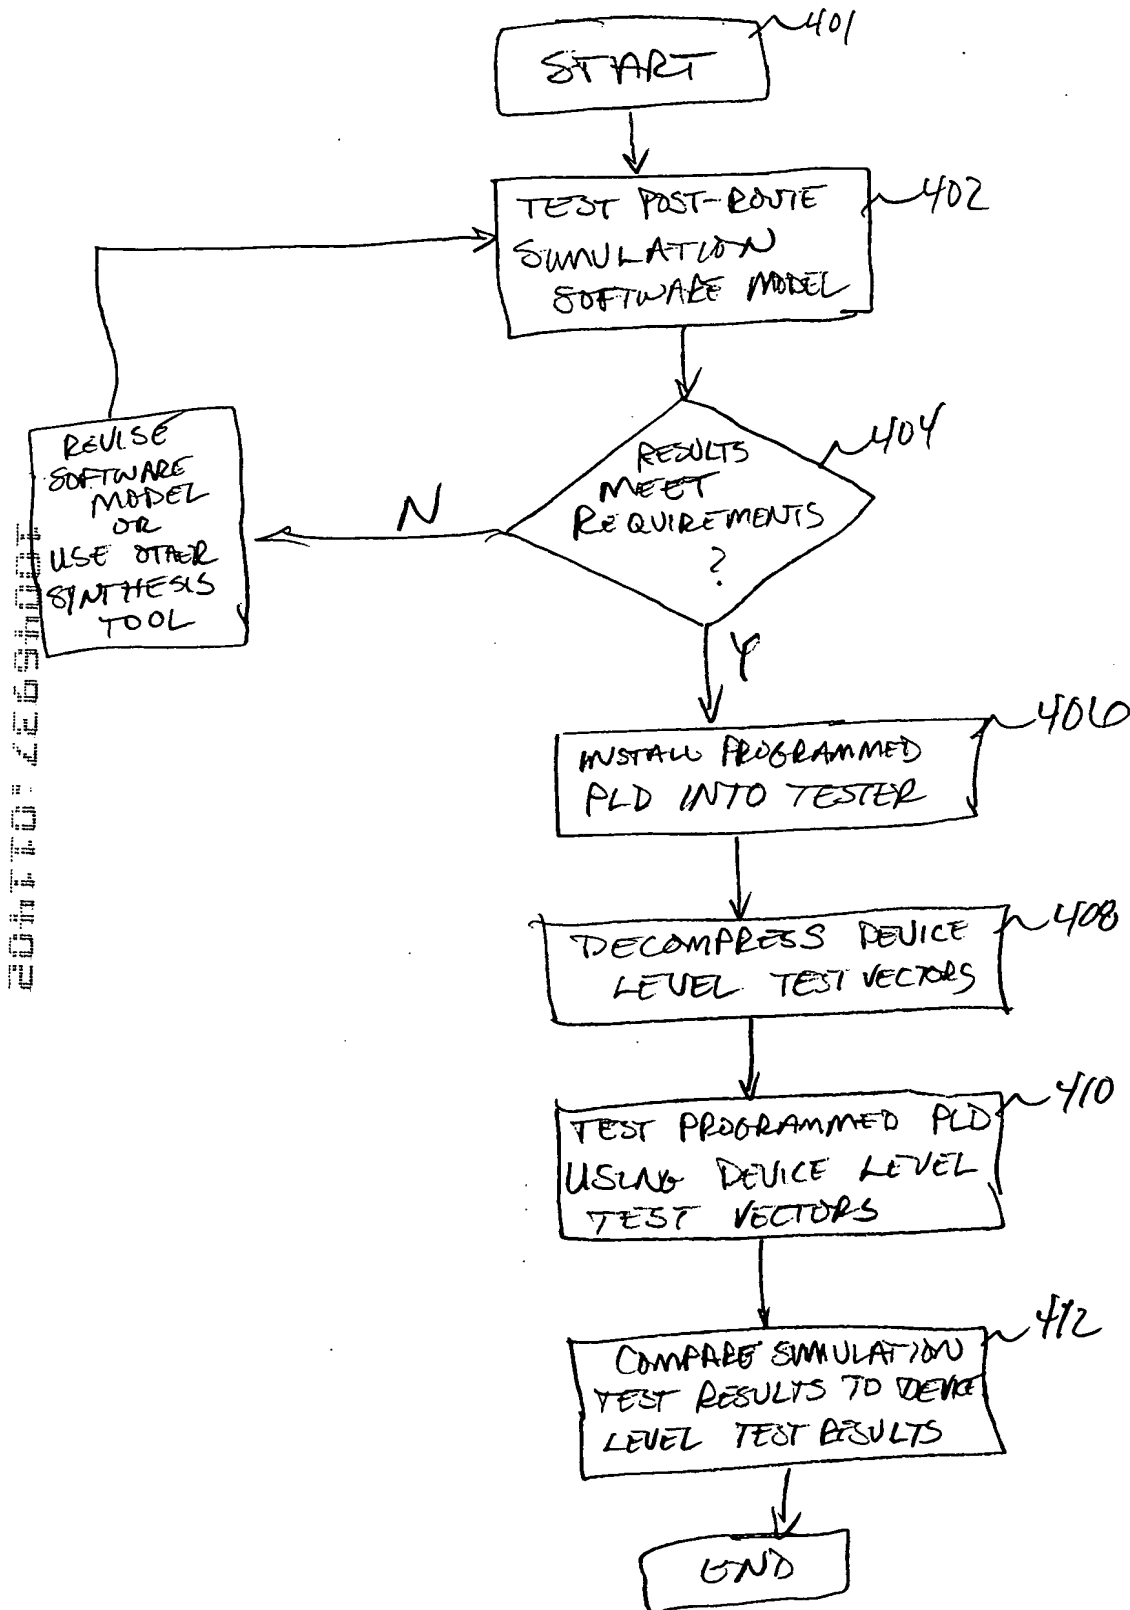 401
START
402
TEST POST-ROUTE
SIMULATION
SOFTWARE MODEL
404
RESULTS
MEET
REQUIREMENTS
?
N
REVISE
SOFTWARE
MODEL
OR
USE OTHER
SYNTHESIS
TOOL
Y
406
INSTALL PROGRAMMED
PLD INTO TESTER
408
DECOMPRESS DEVICE
LEVEL TEST VECTORS
410
TEST PROGRAMMED PLD
USING DEVICE LEVEL
TEST VECTORS
412
COMPARE SIMULATION
TEST RESULTS TO DEVICE
LEVEL TEST RESULTS
END